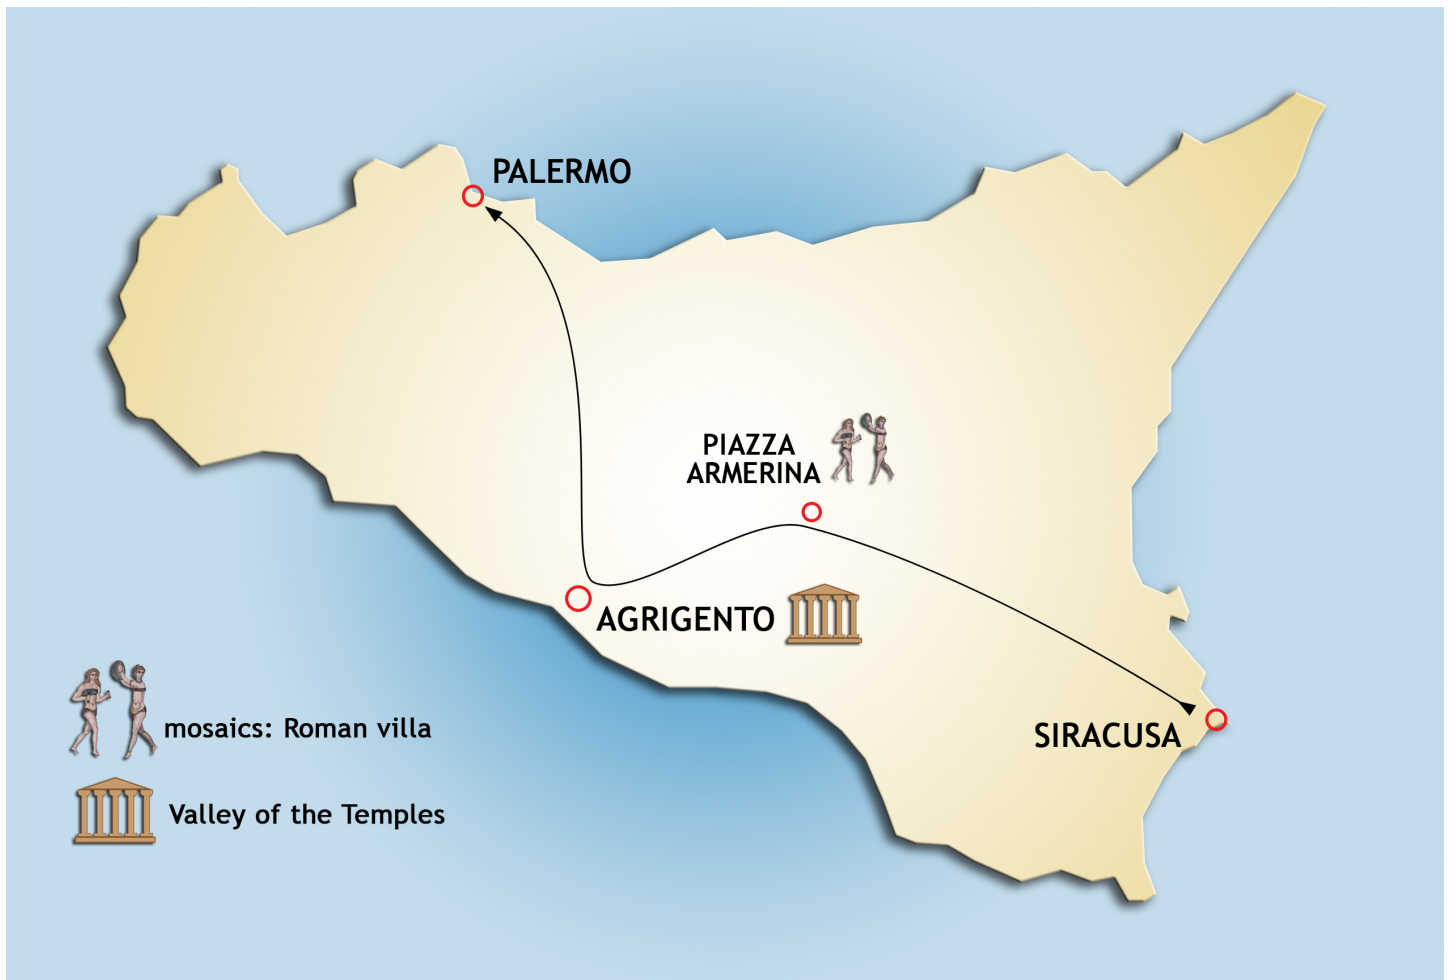 PALERMO
PIAZZA
ARMERINA
AGRIGENTO
SIRACUSA
mosaics: Roman villa
Valley of the Temples